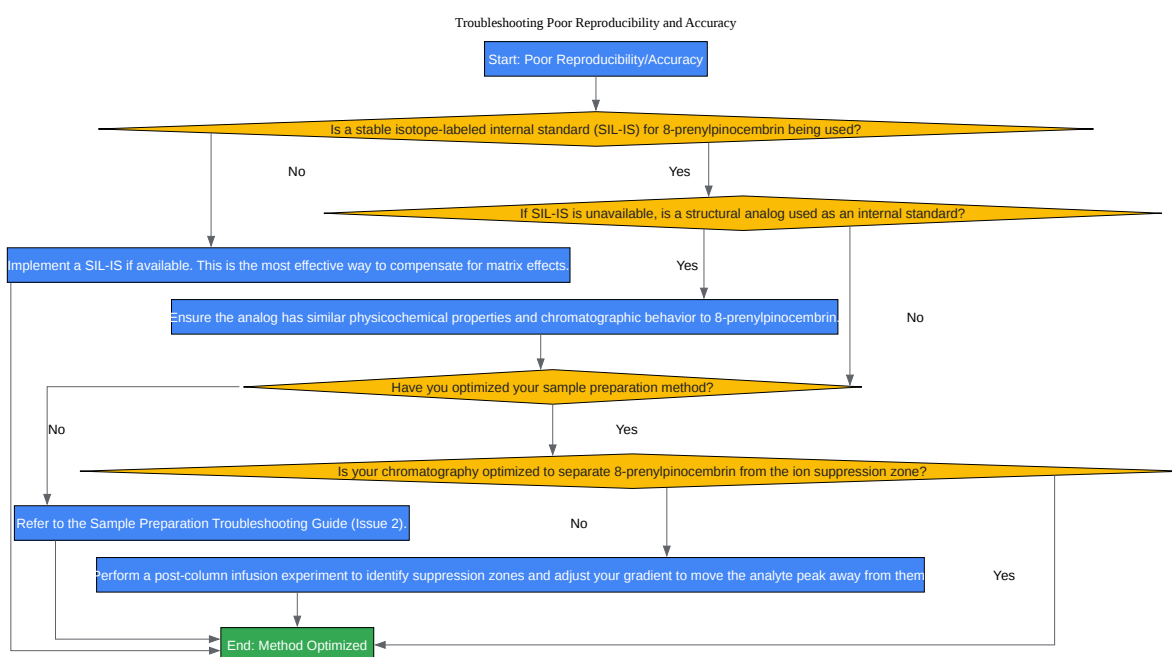 Troubleshooting Poor Reproducibility and Accuracy
Start: Poor Reproducibility/Accuracy
Is a stable isotope-labeled internal standard (SIL-IS) for 8-prenylpinocembrin being used?
No
Yes
If SIL-IS is unavailable, is a structural analog used as an internal standard?
Implement a SIL-IS if available. This is the most effective way to compensate for matrix effects.
Yes
Ensure the analog has similar physicochemical properties and chromatographic behavior to 8-prenylpinocembrin.
No
Have you optimized your sample preparation method?
No
Yes
Is your chromatography optimized to separate 8-prenylpinocembrin from the ion suppression zone?
Refer to the Sample Preparation Troubleshooting Guide (Issue 2).
No
Perform a post-column infusion experiment to identify suppression zones and adjust your gradient to move the analyte peak away from them
Yes
End: Method Optimized